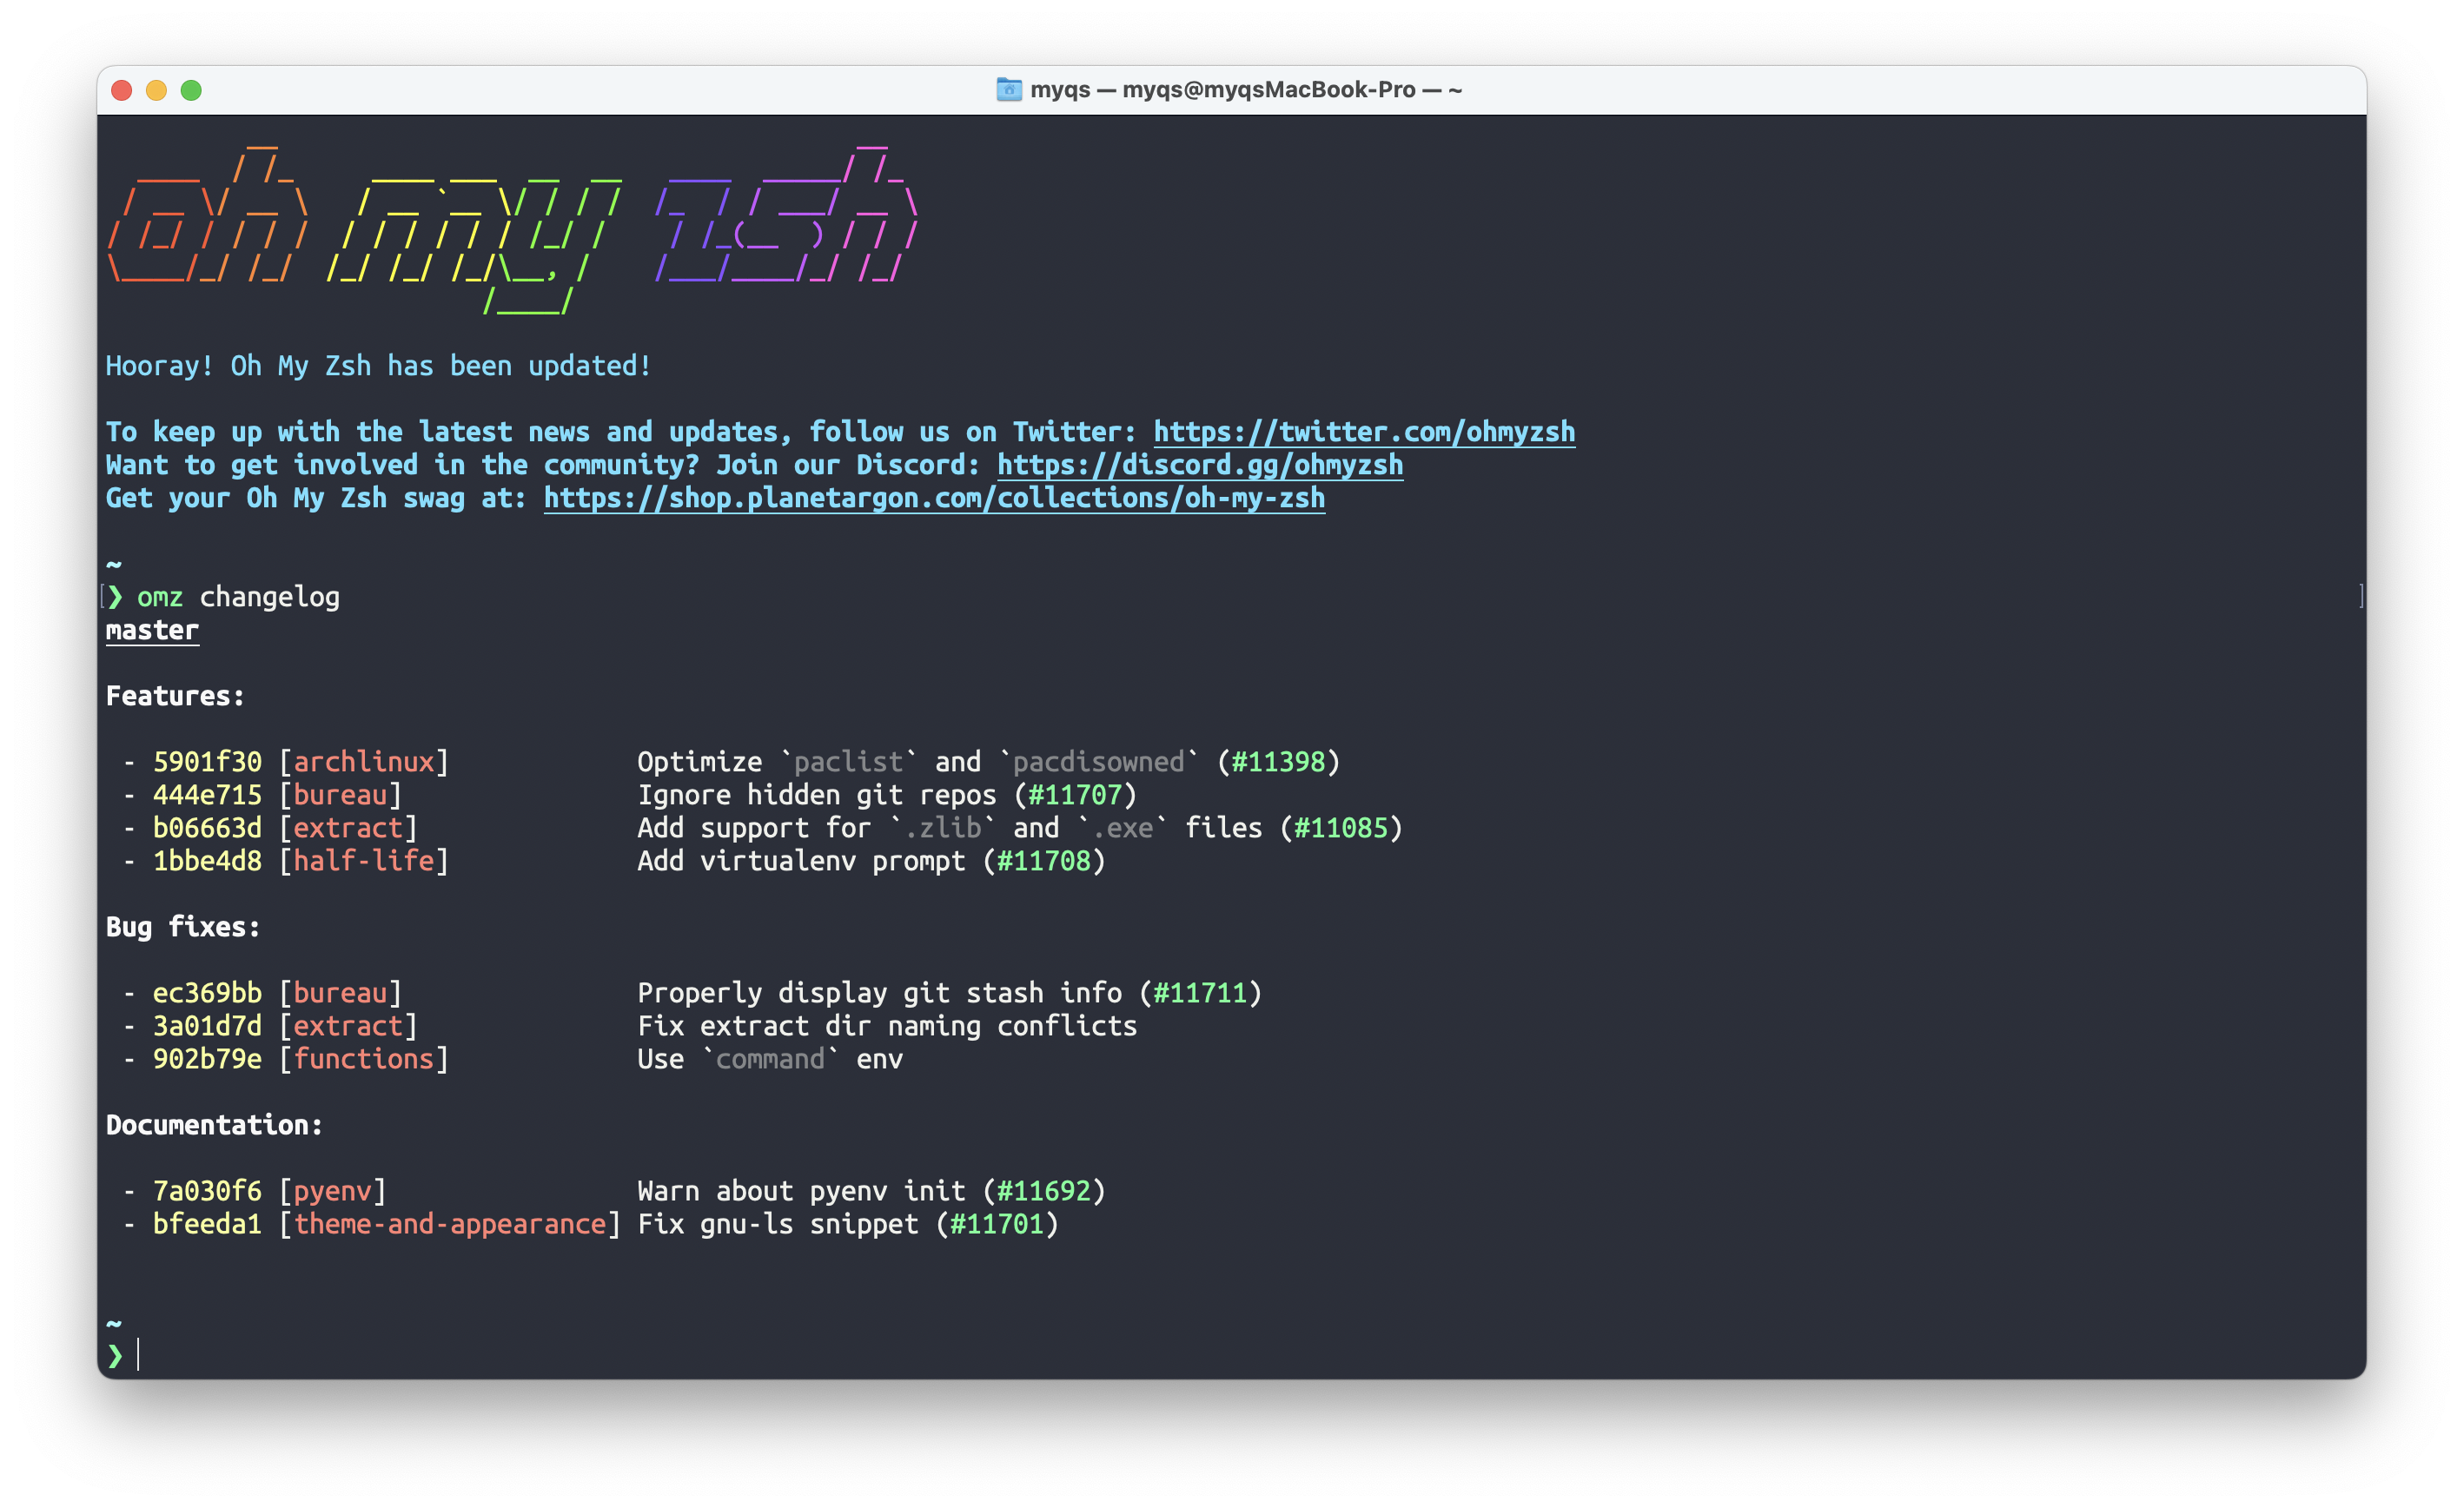 myqs — myqs@myqsMacBook-Pro — ~
oh my zsh
Hooray! Oh My Zsh has been updated!
To keep up with the latest news and updates, follow us on Twitter: https://twitter.com/ohmyzsh
Want to get involved in the community? Join our Discord: https://discord.gg/ohmyzsh
Get your Oh My Zsh swag at: https://shop.planetargon.com/collections/oh-my-zsh
~
❯ omz changelog
master
Features:
- 5901f30 [archlinux] Optimize `paclist` and `pacdisowned` (#11398)
- 444e715 [bureau] Ignore hidden git repos (#11707)
- b06663d [extract] Add support for `.zlib` and `.exe` files (#11085)
- 1bbe4d8 [half-life] Add virtualenv prompt (#11708)
Bug fixes:
- ec369bb [bureau] Properly display git stash info (#11711)
- 3a01d7d [extract] Fix extract dir naming conflicts
- 902b79e [functions] Use `command` env
Documentation:
- 7a030f6 [pyenv] Warn about pyenv init (#11692)
- bfeeda1 [theme-and-appearance] Fix gnu-ls snippet (#11701)
~
❯